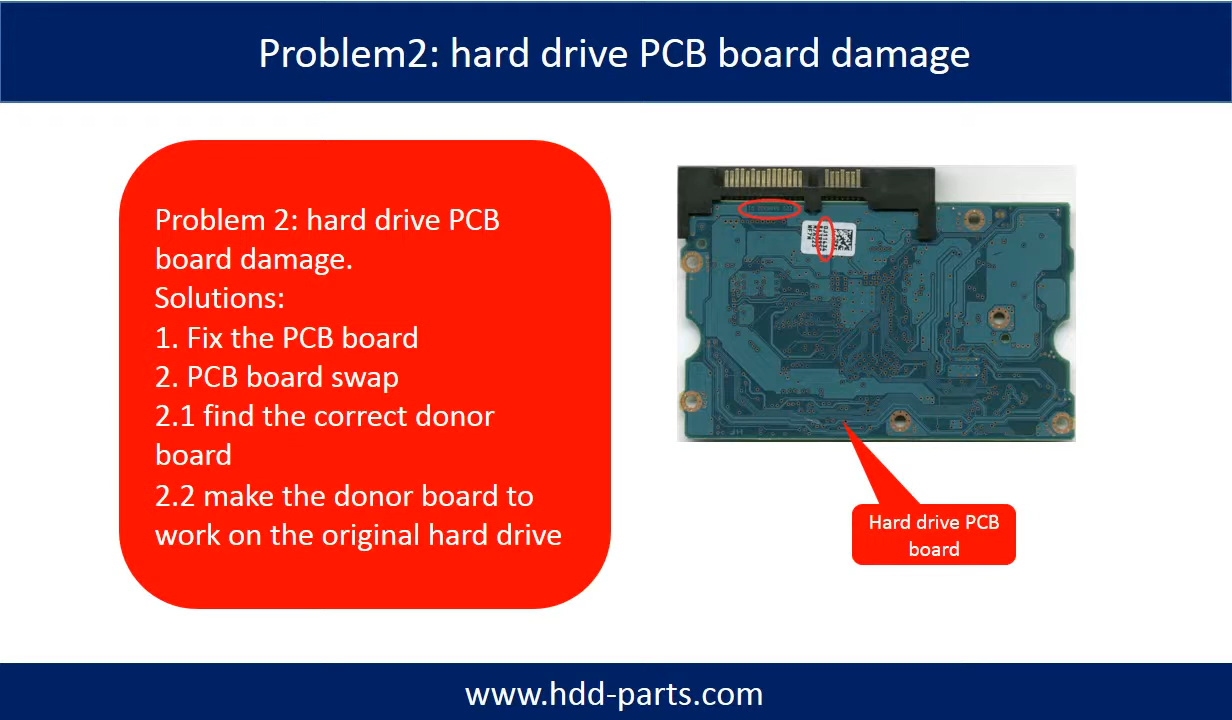 Problem2: hard drive PCB board damage
Problem 2: hard drive PCB
board damage.
Solutions:
1. Fix the PCB board
2. PCB board swap
2.1 find the correct donor
board
2.2 make the donor board to
work on the original hard drive
Hard drive PCB
board
www.hdd-parts.com